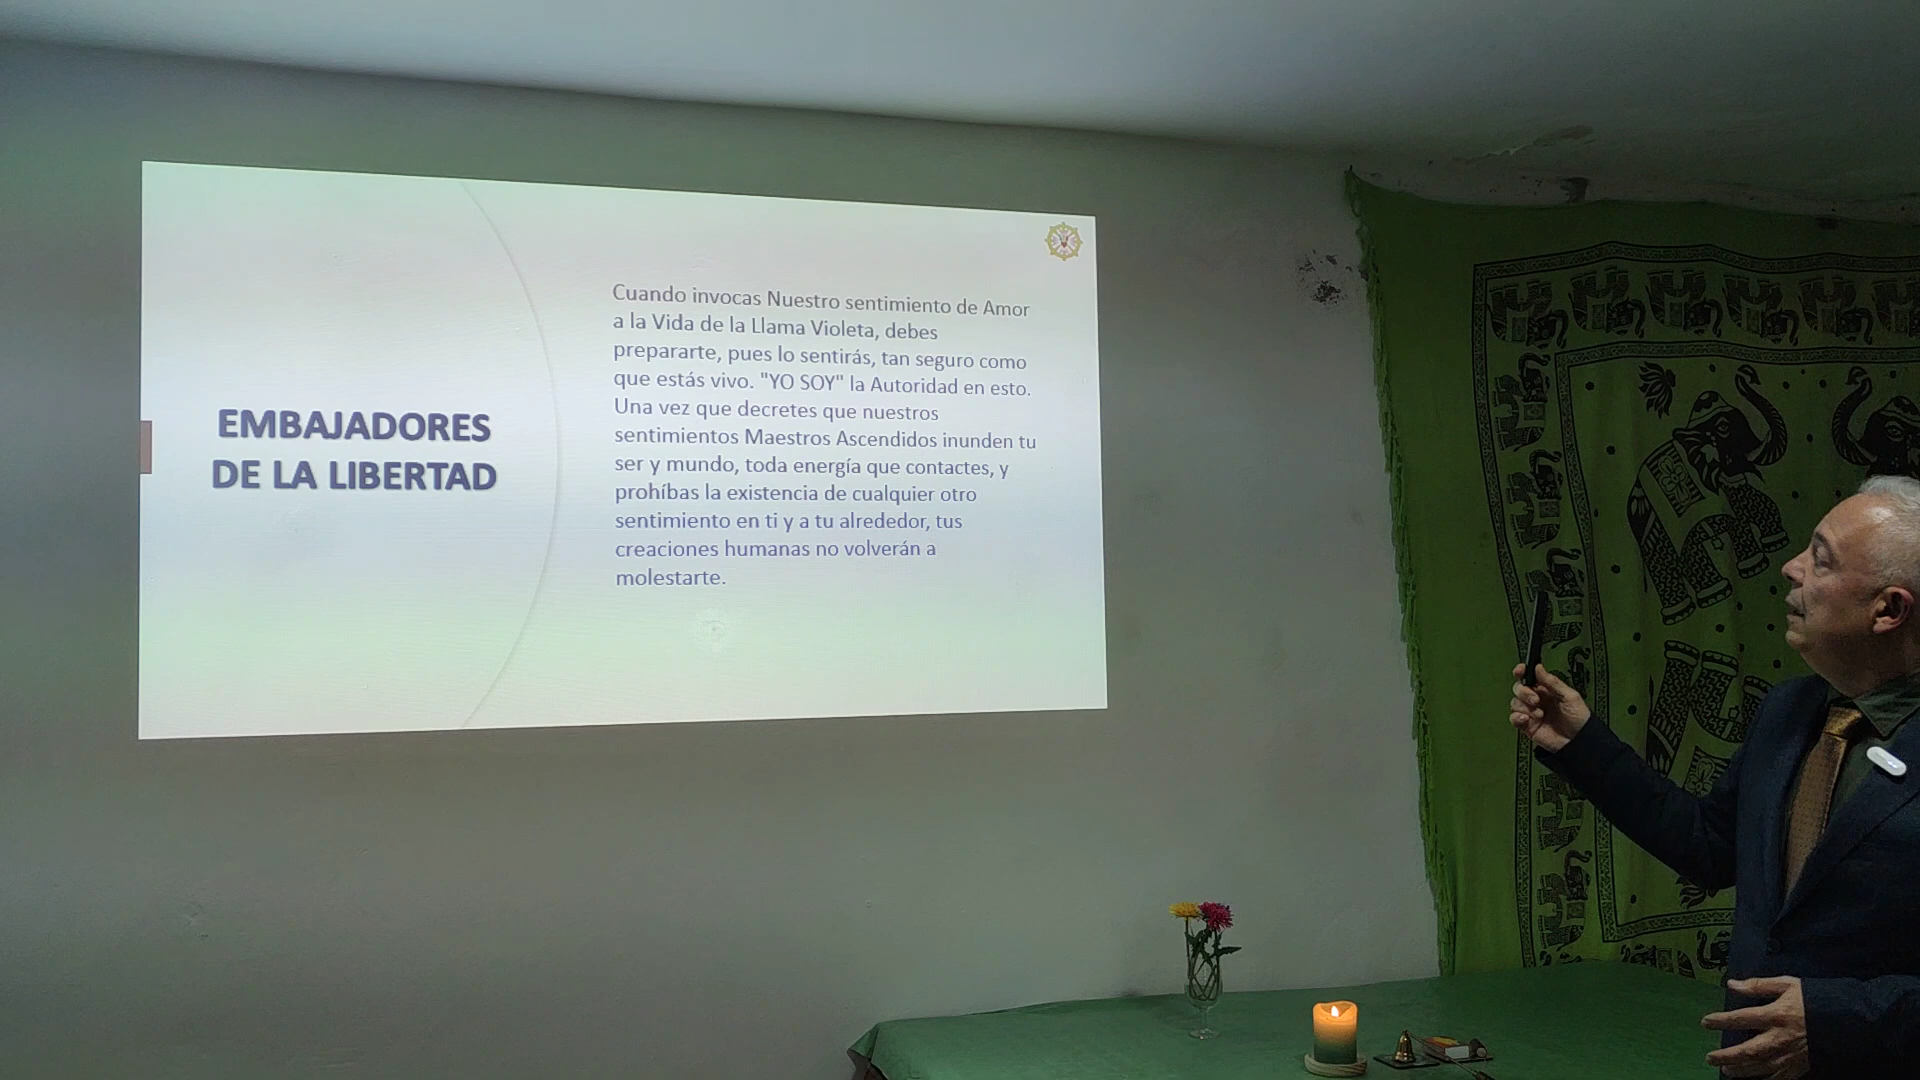 EMBAJADORES
DE LA LIBERTAD
Cuando invocas Nuestro sentimiento de Amor
a la Vida de la Llama Violeta, debes
prepararte, pues lo sentirás, tan seguro como
que estás vivo. "YO SOY" la Autoridad en esto.
Una vez que decretes que nuestros
sentimientos Maestros Ascendidos inunden tu
ser y mundo, toda energía que contactes, y
prohíbas la existencia de cualquier otro
sentimiento en ti y a tu alrededor, tus
creaciones humanas no volverán a
molestarte.